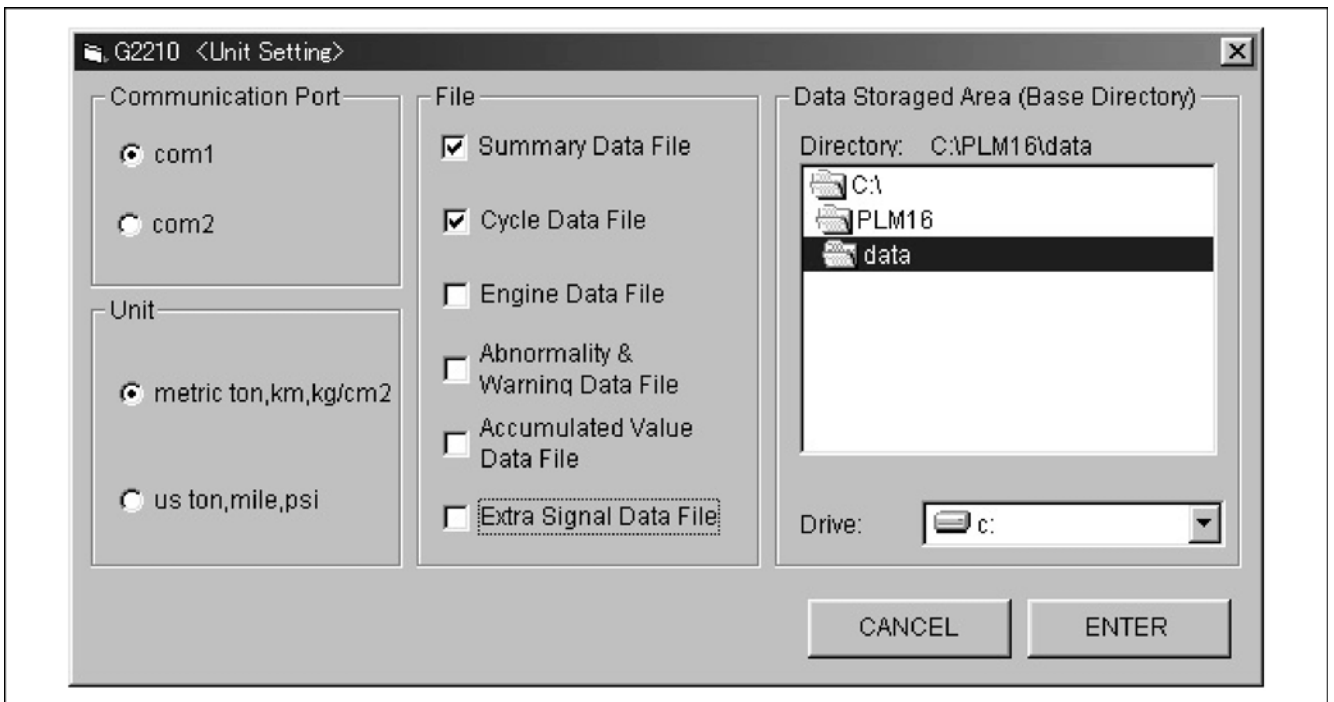 G2210 <Unit Setting>
Communication Port
com1
com2
Unit
metric ton,km,kg/cm2
us ton,mile,psi
File
Summary Data File
Cycle Data File
Engine Data File
Abnormality &
Warning Data File
Accumulated Value
Data File
Extra Signal Data File
Data Storaged Area (Base Directory)
Directory: C:\PLM16\data
C:\
PLM16
data
Drive: c:
CANCEL
ENTER